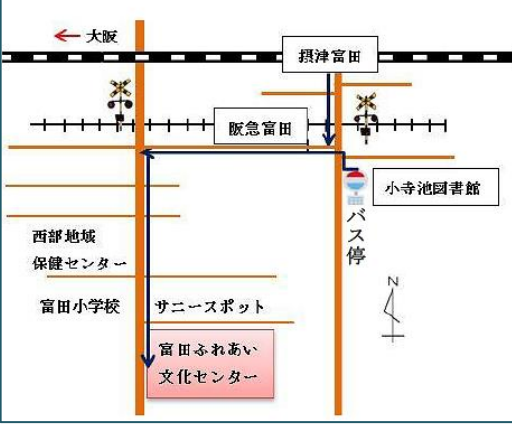 大阪
摂津富田
阪急富田
小寺池図書館
バス停
西部地域
保健センター
N
富田小学校
サニースポット
富田ふれあい
文化センター